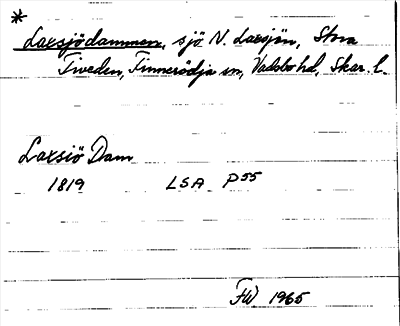 *
Laxsjödammen, sjö N. Laxsjön, Stora
Tiveden, Finnerödja sn, Vadsbo hd, Skar. l.
Laxsiö Dam
1819 LSA P55
FW 1965